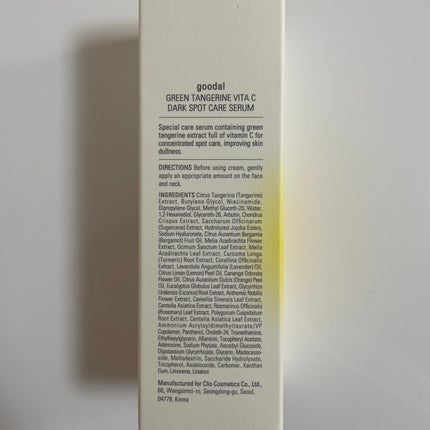 goodal
GREEN TANGERINE VITA C
DARK SPOT CARE SERUM
Special care serum containing green
tangerine extract full of vitamin C for
concentrated spot care, improving skin
dullness.
DIRECTIONS Before using cream, gently
apply an appropriate amount on the face
and neck.
INGREDIENTS Citrus Tangerina (Tangerine)
Extract, Butylene Glycol, Niacinamide,
Dipropylene Glycol, Methyl Gluceth-20, Water,
1,2-Hexanediol, Glycereth-26, Arbutin, Chondrus
Crispus Extract, Saccharum Officinarum
(Sugarcane) Extract, Hydrolyzed Jojoba Esters,
Sodium Hyaluronate, Citrus Aurantium Bergamia
(Bergamot) Fruit Oil, Melia Azadirachta Flower
Extract, Ocimum Sanctum Leaf Extract, Melia
Azadirachta Leaf Extract, Curcuma Longa
(Turmeric) Root Extract, Corallina Officinalis
Extract, Lavandula Angustifolia (Lavender) Oil,
Citrus Limon (Lemon) Peel Oil, Cananga Odorata
Flower Oil, Citrus Aurantium Dulcis (Orange) Peel
Oil, Eucalyptus Globulus Leaf Extract, Glycyrrhiza
Uralensis (Licorice) Root Extract, Anthemis Nobilis
Flower Extract, Camellia Sinensis Leaf Extract,
Centella Asiatica Extract, Rosmarinus Officinalis
(Rosemary) Leaf Extract, Polygonum Cuspidatum
Root Extract, Centella Asiatica Leaf Extract,
Ammonium Acryloyldimethyltaurate/VP
Copolymer, Panthenol, Choleth-24, Tromethamine,
Ethylhexylglycerin, Allantoin, Tocopheryl Acetate,
Adenosine, Sodium Phytate, Ascorbyl Glucoside,
Dipotassium Glycyrrhizate, Glycerin, Madecasso-
side, Maltodextrin, Saccharide Hydrolysate,
Tocopherol, Asiaticoside, Carbomer, Xanthan
Gum, Limonene, Linalool
Manufactured for Clio Cosmetics Co., Ltd.,
66, Wangsimni-ro, Seongdong-gu, Seoul,
04778, Korea